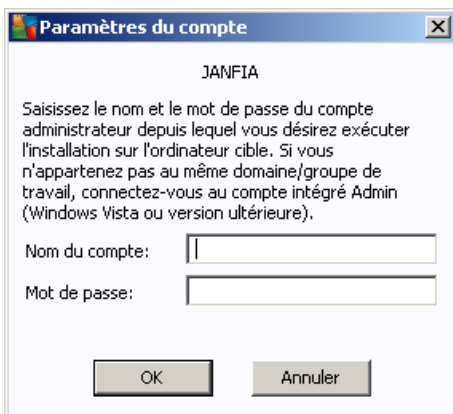 Paramètres du compte
JANFIA
Saisissez le nom et le mot de passe du compte
administrateur depuis lequel vous désirez exécuter
l'installation sur l'ordinateur cible. Si vous
n'appartenez pas au même domaine/groupe de
travail, connectez-vous au compte intégré Admin
(Windows Vista ou version ultérieure).
Nom du compte:
Mot de passe:
OK
Annuler